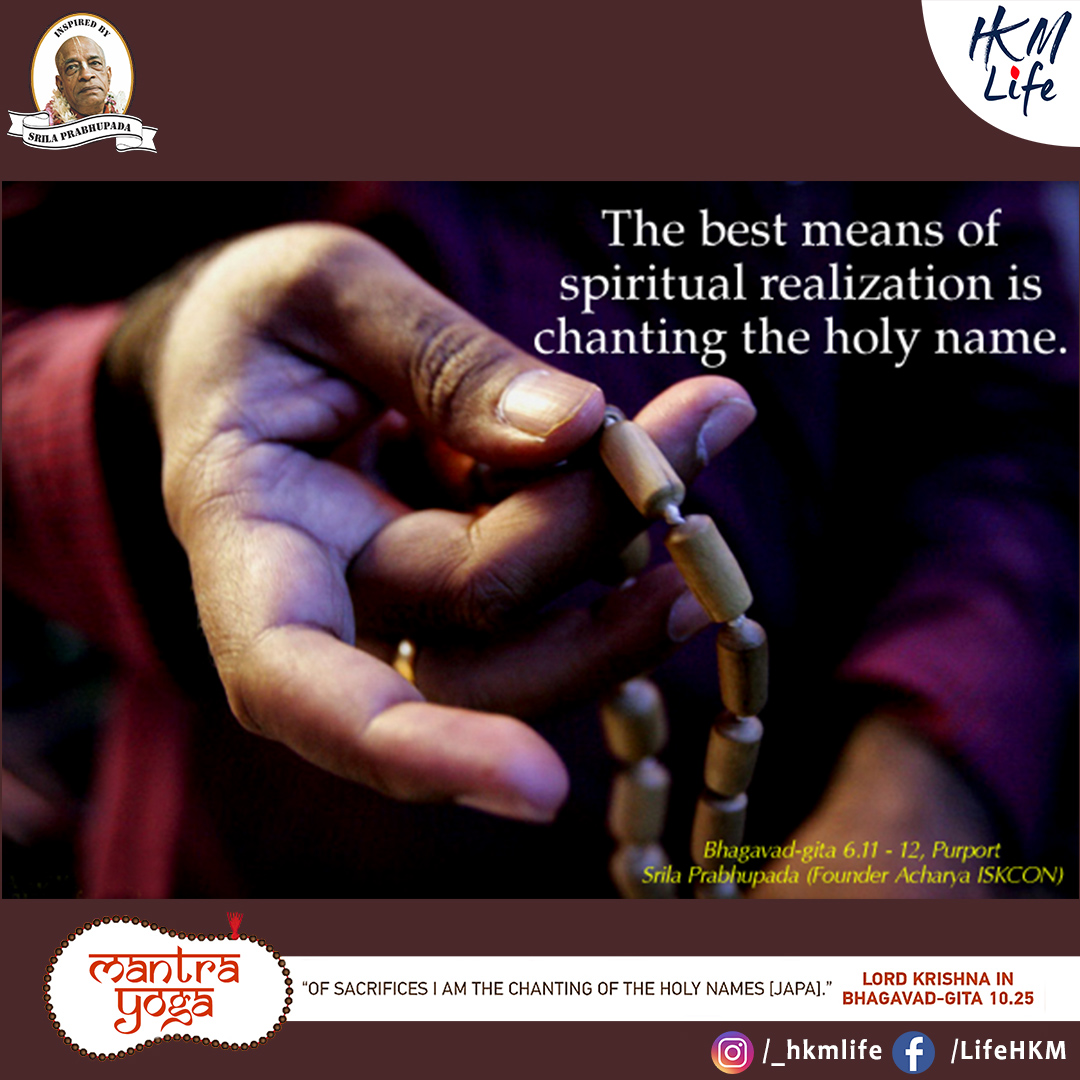 INSPIRED BY
SRILA PRABHUPADA
HKM
Life
The best means of
spiritual realization is
chanting the holy name.
Bhagavad-gita 6.11 - 12, Purport
Srila Prabhupada (Founder Acharya ISKCON)
mantra
yoga
“OF SACRIFICES I AM THE CHANTING OF THE HOLY NAMES [JAPA].”
LORD KRISHNA IN
BHAGAVAD-GITA 10.25
/_hkmlife
/LifeHKM